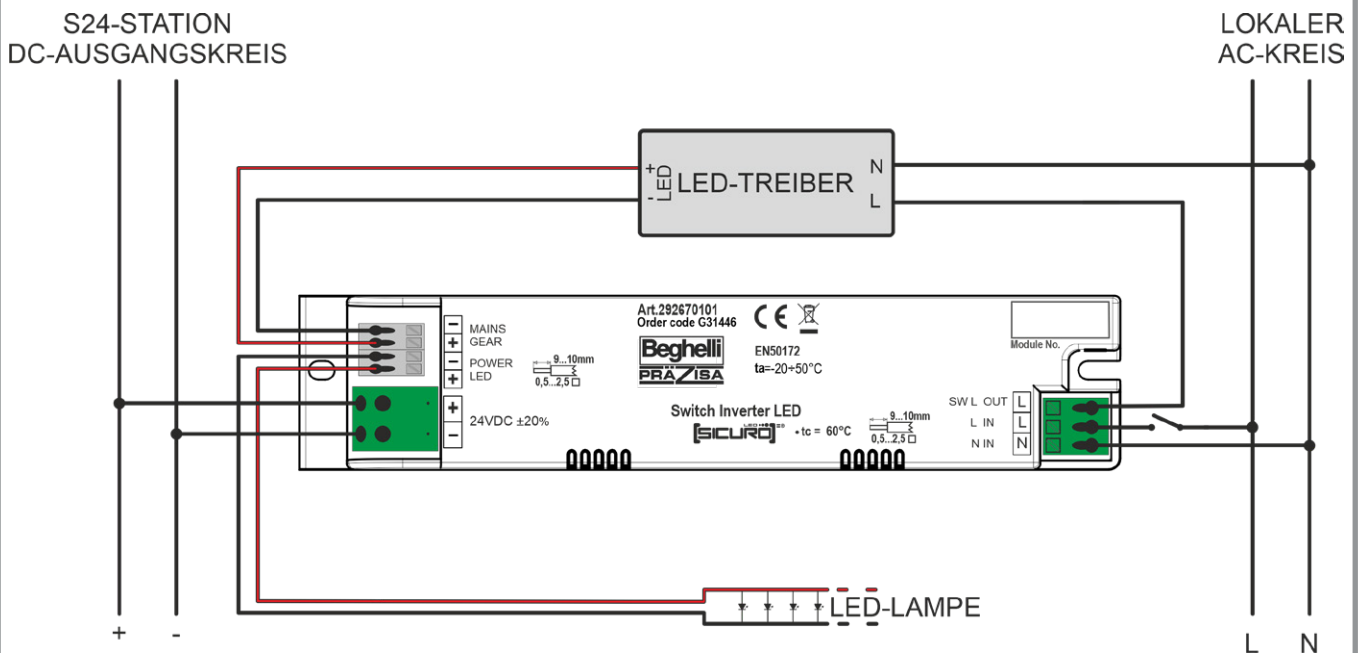 S24-STATION
DC-AUSGANGSKREIS
LOKALER
AC-KREIS
+
-
LED
LED-TREIBER
N
L
Art.292670101
Order code G31446
CE
Module No.
Beghelli
PRÄZISA
EN50172
ta=-20÷50°C
- MAINS
+ GEAR
- POWER
+ LED
9...10mm
0,5...2,5 □
+
24VDC ±20%
-
Switch Inverter LED
SICURO
• tc = 60°C
9...10mm
0,5...2,5 □
SW L OUT L
L IN L
N IN N
LED-LAMPE
+ -
L N